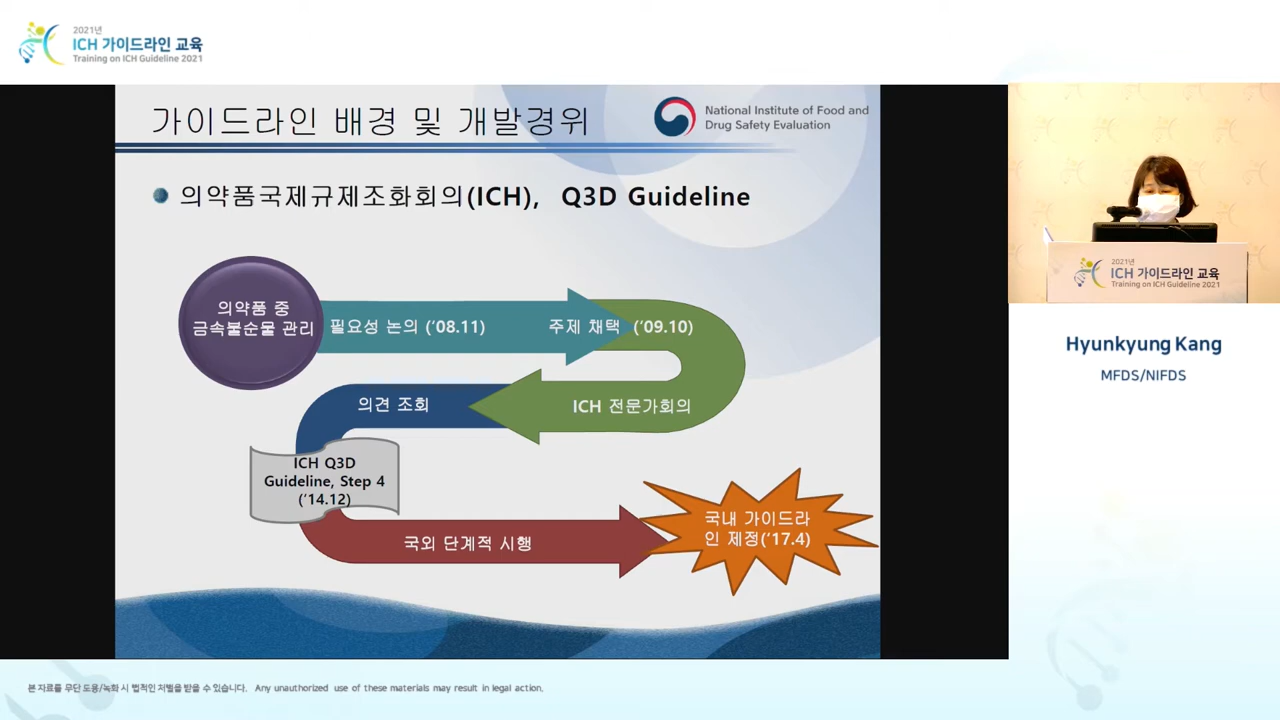 2021년
ICH 가이드라인 교육
Training on ICH Guideline 2021
가이드라인 배경 및 개발경위
National Institute of Food and
Drug Safety Evaluation
의약품국제규제조화회의(ICH), Q3D Guideline
의약품 중
금속불순물 관리
필요성 논의 (‘08.11)
주제 채택 (‘09.10)
의견 조회
ICH 전문가회의
ICH Q3D
Guideline, Step 4
(‘14.12)
국외 단계적 시행
국내 가이드라
인 제정(‘17.4)
2021년
ICH 가이드라인 교육
Training on ICH Guideline 2021
Hyunkyung Kang
MFDS/NIFDS
본 자료를 무단 도용/녹화 시 법적인 처벌을 받을 수 있습니다. Any unauthorized use of these materials may result in legal action.